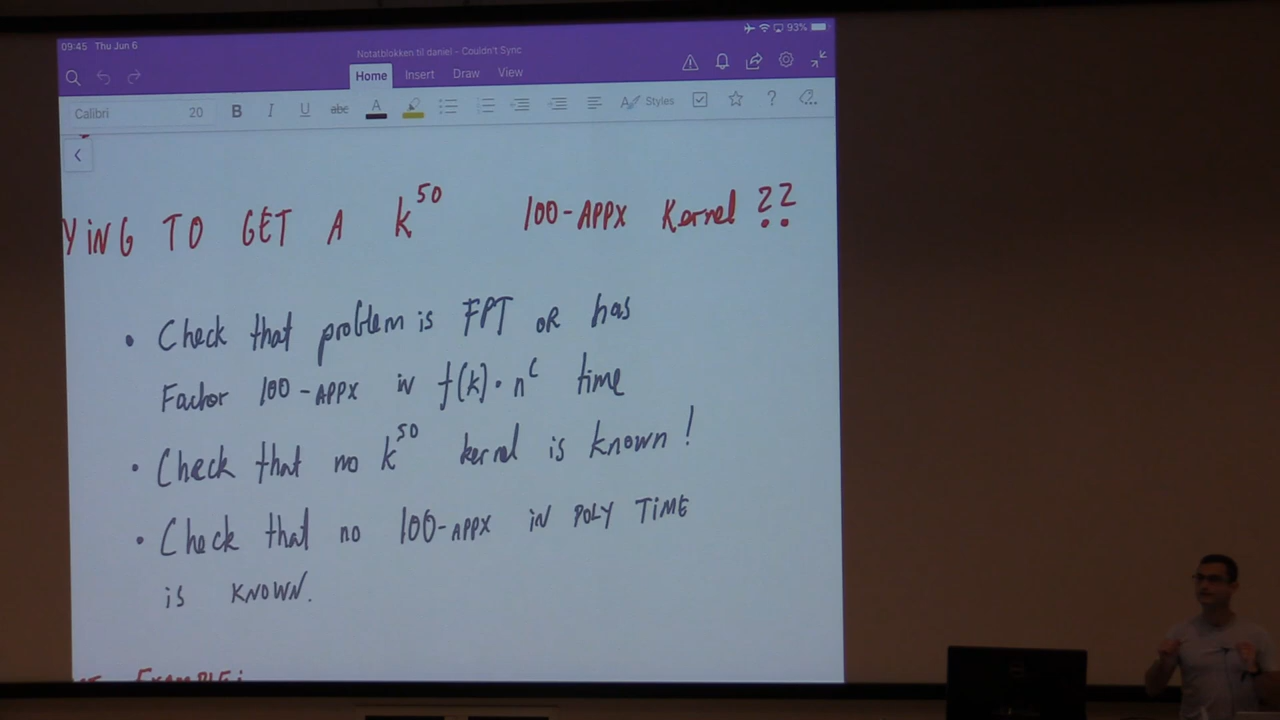 09:45 Thu Jun 6
93%
Notatblokken til daniel - Couldn't Sync
Home Insert Draw View
Calibri 20 B I U abc A Styles
YING TO GET A k^50 100-APPX Kernel ??
• Check that problem is FPT OR has
Factor 100-APPX in f(k)·n^c time
• Check that no k^50 kernel is known!
• Check that no 100-APPX IN POLY TIME
is KNOWN.
EXAMPLE: